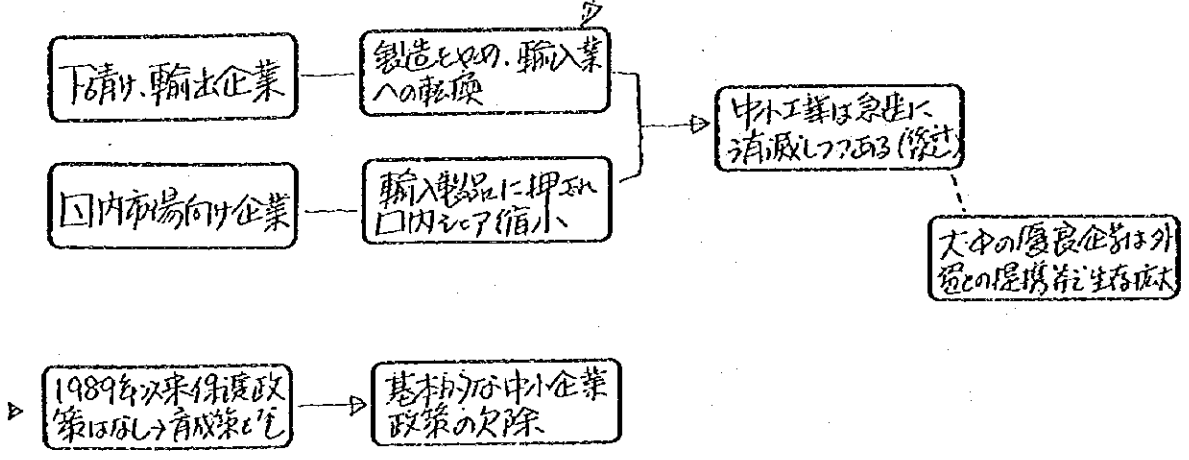 下請け、輸出企業
製造をやめ、輸入業
への転換
中小工業は急速に
消滅しつつある(統計)
国内市場向け企業
輸入製品に押され
国内シェア縮小
大中の優良企業は外
資との提携等で生存拡大
1989年以来保護政
策はなし→育成策も
基本的な中小企業
政策の欠除